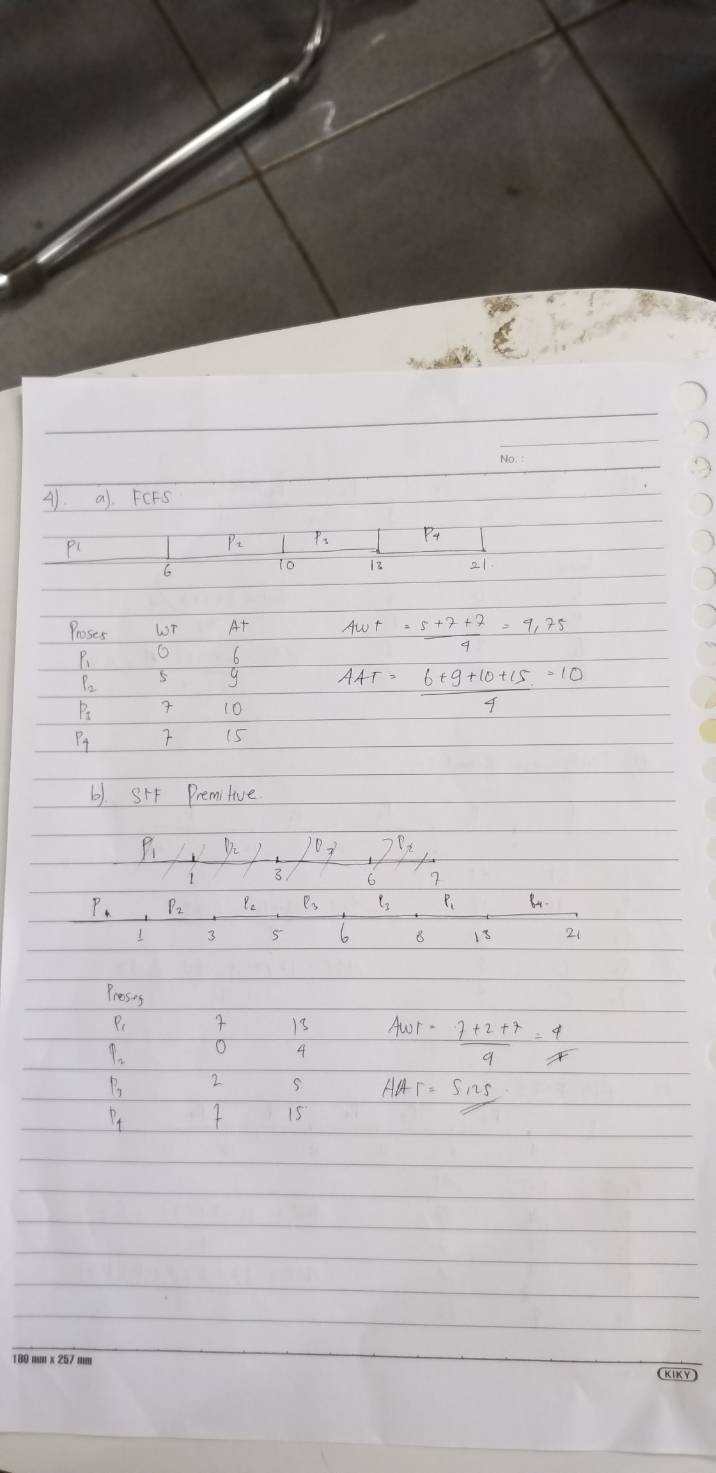 No. :
4). a). FCFS
P1 P2 P3 P4
6 10 13 21.
Proses WT AT AWT = 5+7+7 = 4,75
P1 0 6 4
P2 5 9 AAT = 6+9+10+15 = 10
P3 7 10 4
P4 7 15
b). SJF Premitive.
P1 P2 P3 P4
1 3 6 7
P1 P2 P2 P3 P3 P1 P4.
1 3 5 6 8 13 21
Proses
P1 7 13 AWT = 7+2+7 = 4
P2 0 4 4
P3 2 5 AAT = 5,25
P4 7 15
180 mm x 257 mm
KIKY